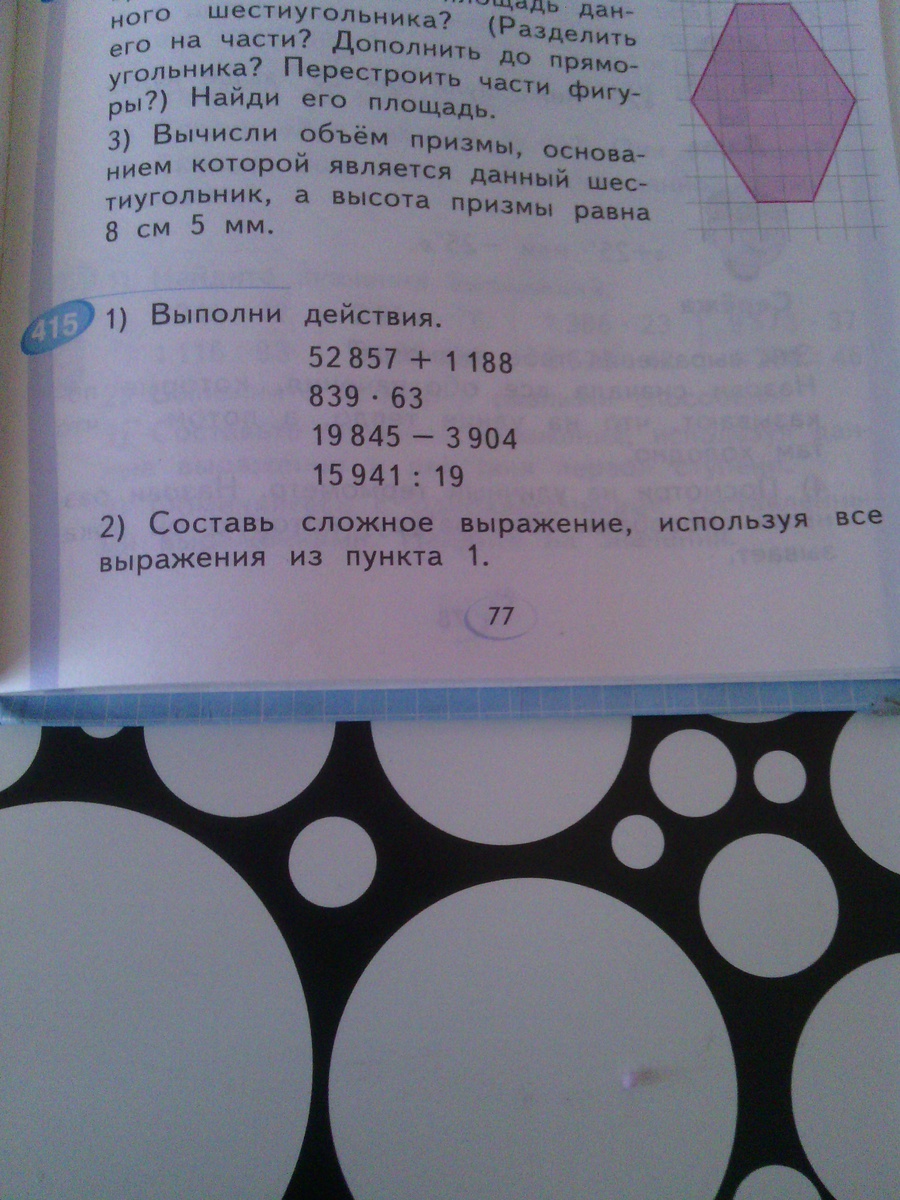 ного шестиугольника? (Разделить
его на части? Дополнить до прямо-
угольника? Перестроить части фигу-
ры?) Найди его площадь.
3) Вычисли объём призмы, основа-
нием которой является данный шес-
тиугольник, а высота призмы равна
8 см 5 мм.
415 1) Выполни действия.
52 857 + 1 188
839 · 63
19 845 − 3 904
15 941 : 19
2) Составь сложное выражение, используя все
выражения из пункта 1.
77